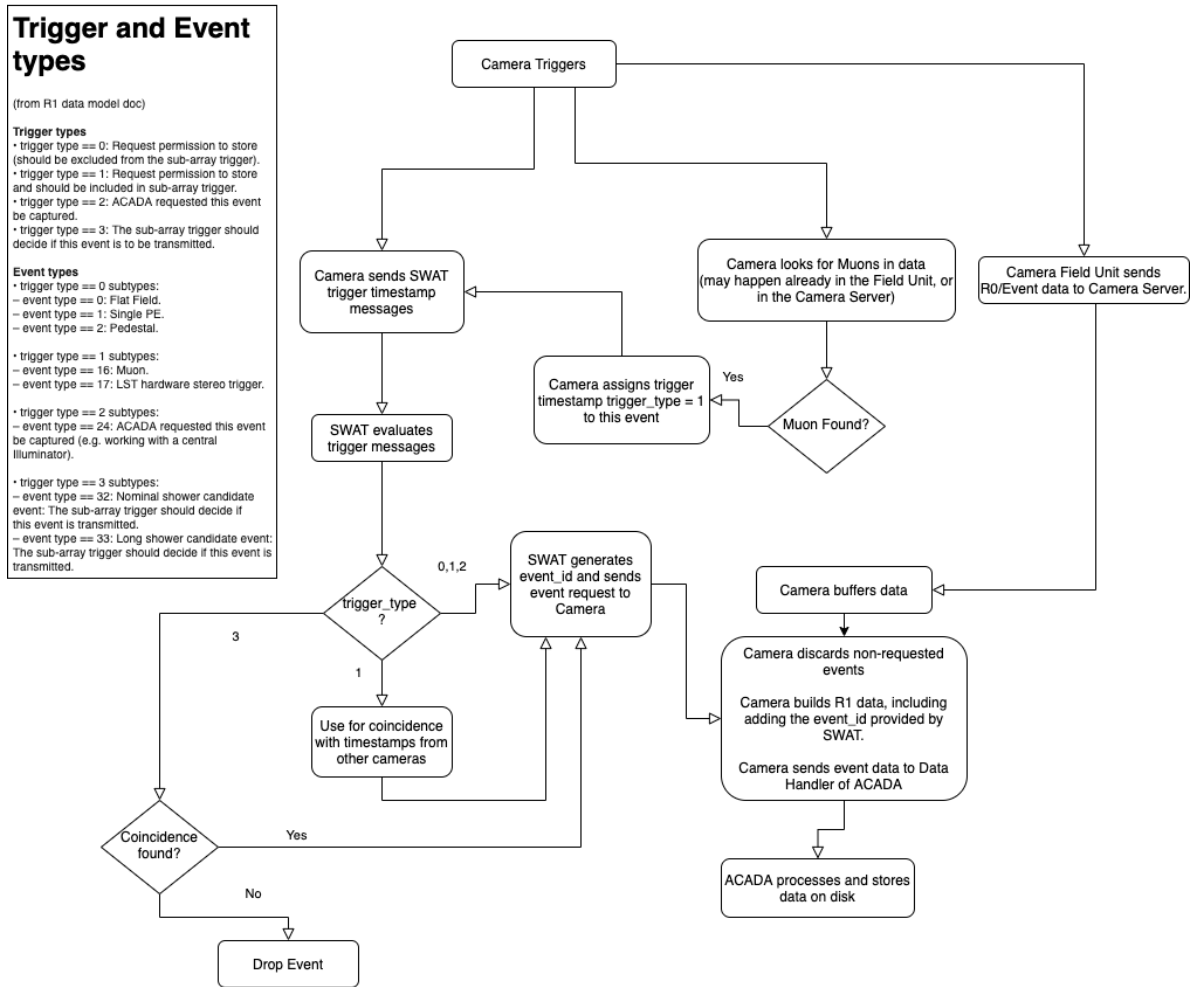 Trigger and Event
types
(from R1 data model doc)
Trigger types
• trigger type == 0: Request permission to store
(should be excluded from the sub-array trigger).
• trigger type == 1: Request permission to store
and should be included in sub-array trigger.
• trigger type == 2: ACADA requested this event
be captured.
• trigger type == 3: The sub-array trigger should
decide if this event is to be transmitted.
Event types
• trigger type == 0 subtypes:
– event type == 0: Flat Field.
– event type == 1: Single PE.
– event type == 2: Pedestal.
• trigger type == 1 subtypes:
– event type == 16: Muon.
– event type == 17: LST hardware stereo trigger.
• trigger type == 2 subtypes:
– event type == 24: ACADA requested this event
be captured (e.g. working with a central
Illuminator).
• trigger type == 3 subtypes:
– event type == 32: Nominal shower candidate
event: The sub-array trigger should decide if
this event is transmitted.
– event type == 33: Long shower candidate event:
The sub-array trigger should decide if this event is
transmitted.
Camera Triggers
Camera sends SWAT
trigger timestamp
messages
Camera looks for Muons in data
(may happen already in the Field Unit, or
in the Camera Server)
Camera Field Unit sends
R0/Event data to Camera Server.
Camera assigns trigger
timestamp trigger_type = 1
to this event
Yes
Muon Found?
SWAT evaluates
trigger messages
trigger_type
?
0,1,2
3
1
SWAT generates
event_id and sends
event request to
Camera
Camera buffers data
Use for coincidence
with timestamps from
other cameras
Camera discards non-requested
events
Camera builds R1 data, including
adding the event_id provided by
SWAT.
Camera sends event data to Data
Handler of ACADA
Coincidence
found?
Yes
No
Drop Event
ACADA processes and stores
data on disk